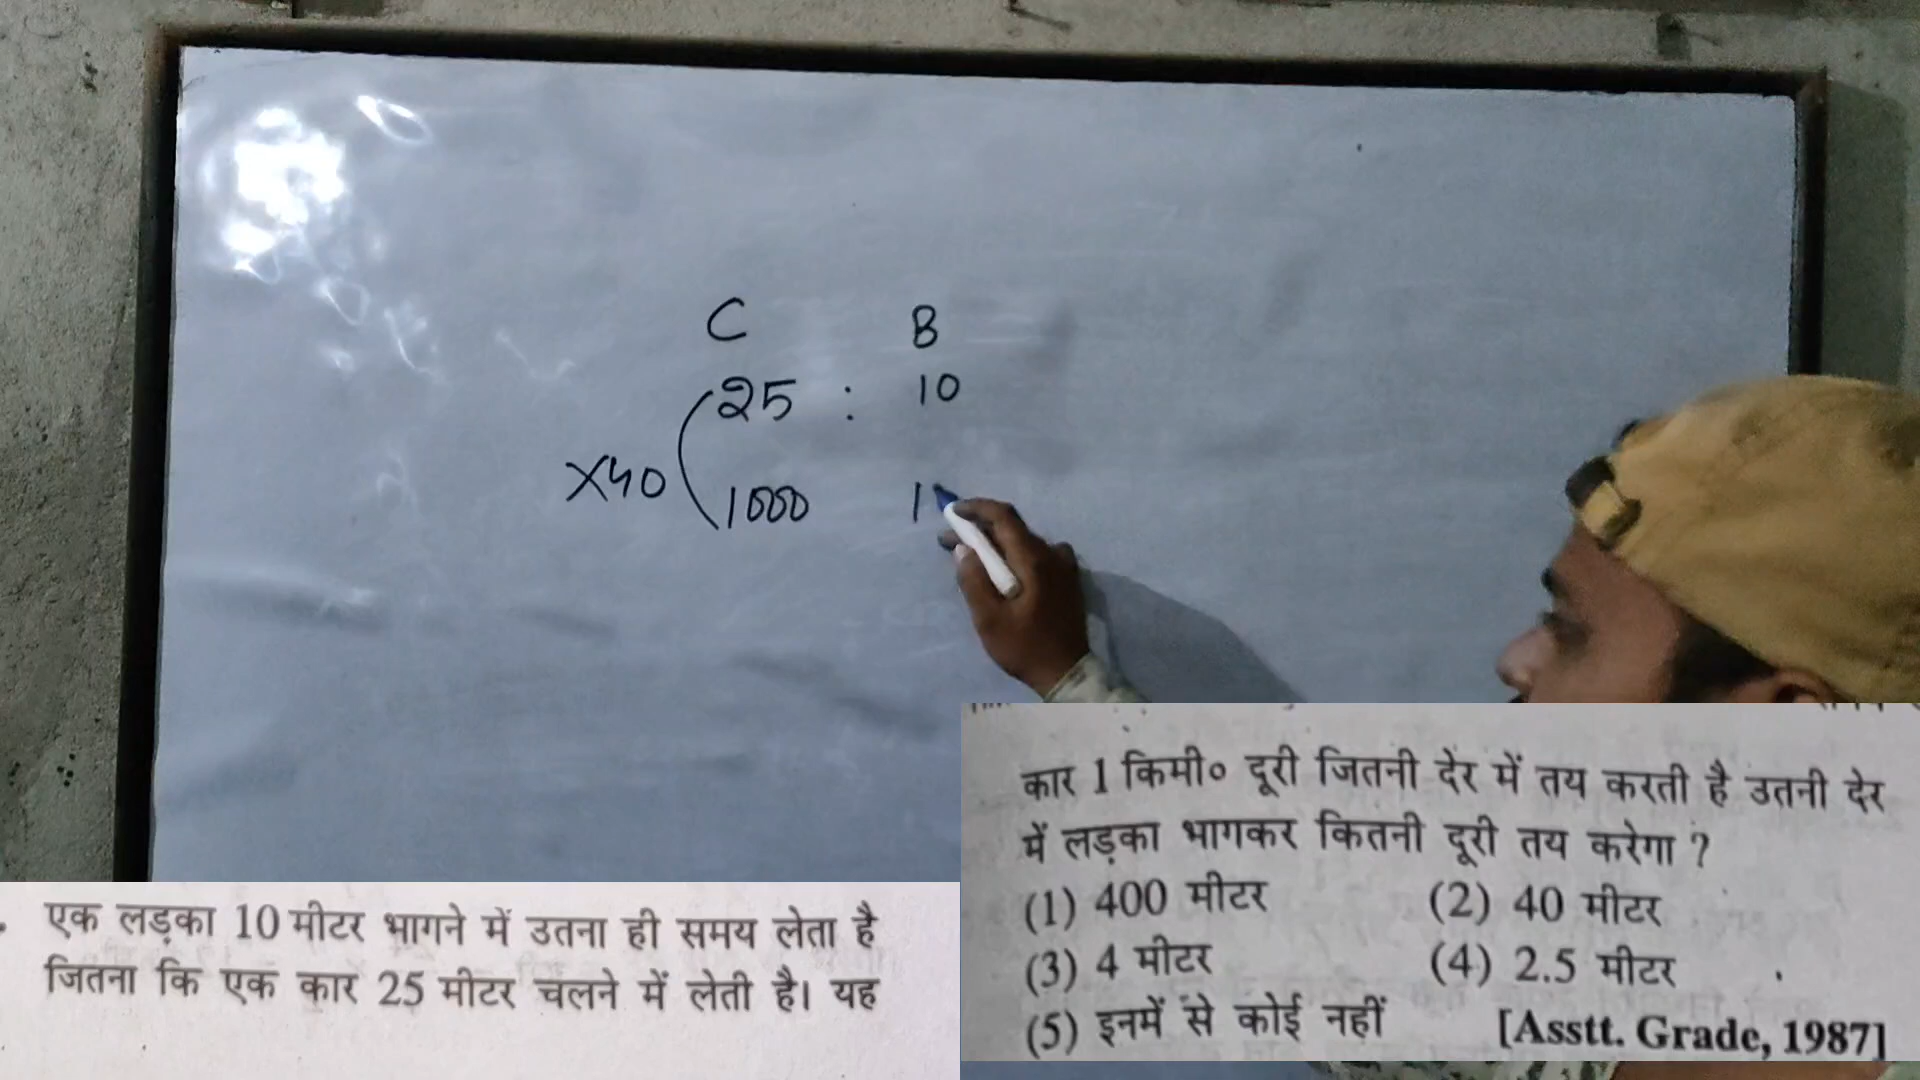 C B
25 : 10
X40
1000 1
एक लड़का 10 मीटर भागने में उतना ही समय लेता है
जितना कि एक कार 25 मीटर चलने में लेती है। यह
कार 1 किमी० दूरी जितनी देर में तय करती है उतनी देर
में लड़का भागकर कितनी दूरी तय करेगा ?
(1) 400 मीटर (2) 40 मीटर
(3) 4 मीटर (4) 2.5 मीटर
(5) इनमें से कोई नहीं [Asstt. Grade, 1987]